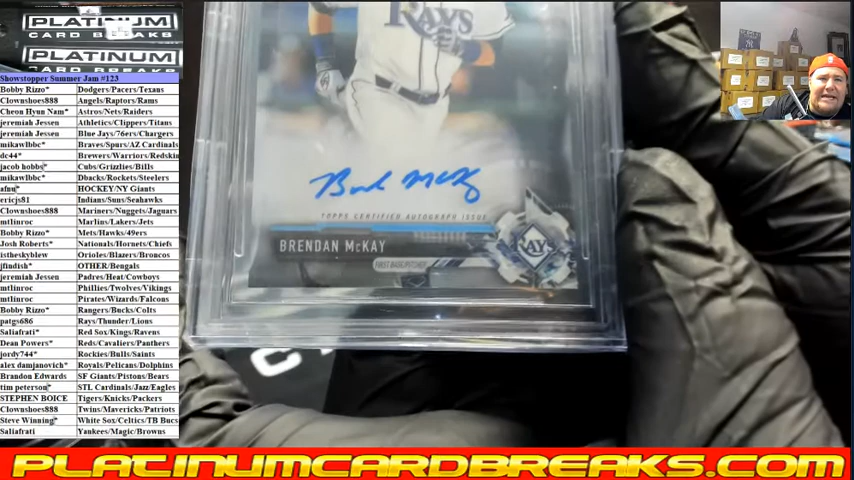 PLATINUM
CARD BREAKS
PLATINUM
CARD BREAKS
Showstopper Summer Jam #123
Bobby Rizzo* Dodgers/Pacers/Texans
Clownshoes888 Angels/Raptors/Rams
Cheon Hyun Nam* Astros/Nets/Raiders
jeremiah Jessen Athletics/Clippers/Titans
jeremiah Jessen Blue Jays/76ers/Chargers
mikawlbbc* Braves/Spurs/AZ Cardinals
dc44* Brewers/Warriors/Redskin
jacob hobbs* Cubs/Grizzlies/Bills
mikawlbbc* Dbacks/Rockets/Steelers
afnu* HOCKEY/NY Giants
ericjs81 Indians/Suns/Seahawks
Clownshoes888 Mariners/Nuggets/Jaguars
mtlinroc Marlins/Lakers/Jets
Bobby Rizzo* Mets/Hawks/49ers
Josh Roberts* Nationals/Hornets/Chiefs
istheskyblew Orioles/Blazers/Broncos
jfindish* OTHER/Bengals
jeremiah Jessen Padres/Heat/Cowboys
mtlinroc Phillies/Twolves/Vikings
mtlinroc Pirates/Wizards/Falcons
Bobby Rizzo* Rangers/Bucks/Colts
patgs686 Rays/Thunder/Lions
Saliafrati* Red Sox/Kings/Ravens
Dean Powers* Reds/Cavaliers/Panthers
jordy744* Rockies/Bulls/Saints
alex damjanovich* Royals/Pelicans/Dolphins
Brandon Edwards SF Giants/Pistons/Bears
tim peterson* STL Cardinals/Jazz/Eagles
STEPHEN BOICE Tigers/Knicks/Packers
Clownshoes888 Twins/Mavericks/Patriots
Steve Winning* White Sox/Celtics/TB Bucs
Saliafrati Yankees/Magic/Browns
RAYS
TOPPS CERTIFIED AUTOGRAPH ISSUE
BRENDAN McKAY
FIRST BASE/PITCHER
RAYS
PLATINUMCARDBREAKS.COM